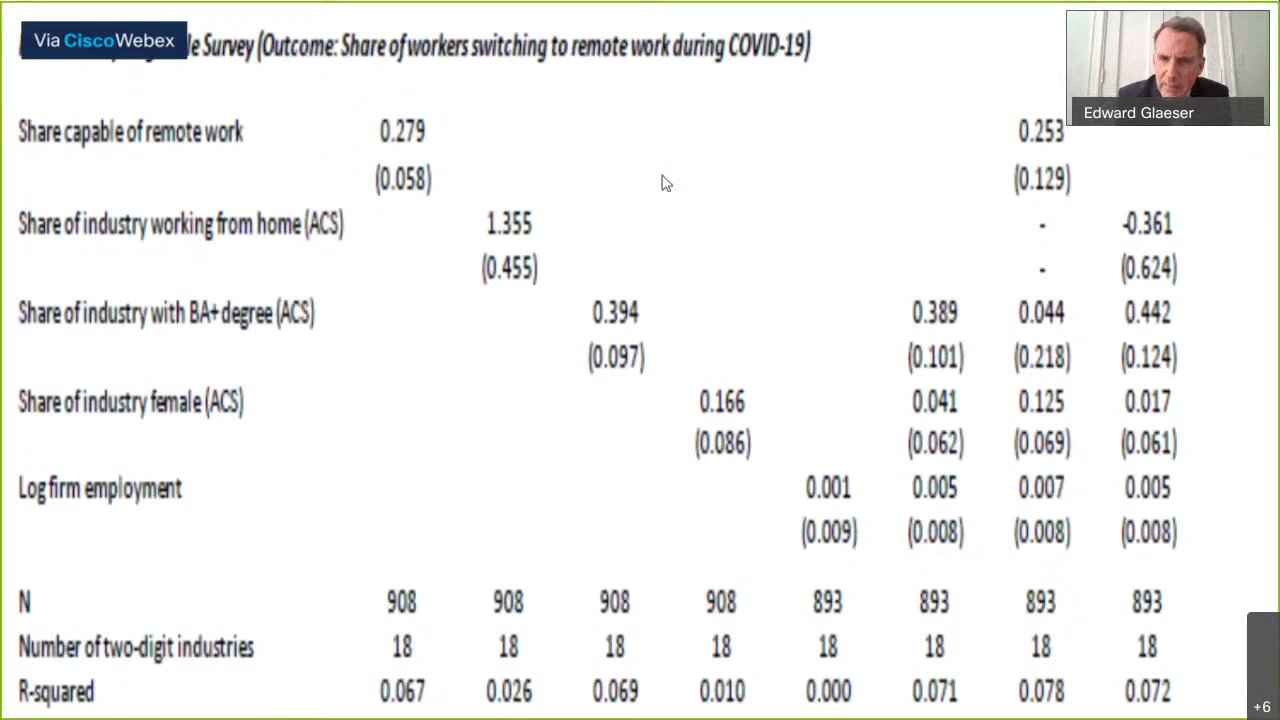 Via Cisco Webex
Survey (Outcome: Share of workers switching to remote work during COVID-19)
Edward Glaeser
Share capable of remote work 0.279 0.253
(0.058) (0.129)
Share of industry working from home (ACS) 1.355 - -0.361
(0.455) - (0.624)
Share of industry with BA+ degree (ACS) 0.394 0.389 0.044 0.442
(0.097) (0.101) (0.218) (0.124)
Share of industry female (ACS) 0.166 0.041 0.125 0.017
(0.086) (0.062) (0.069) (0.061)
Log firm employment 0.001 0.005 0.007 0.005
(0.009) (0.008) (0.008) (0.008)
N 908 908 908 908 893 893 893 893
Number of two-digit industries 18 18 18 18 18 18 18 18
R-squared 0.067 0.026 0.069 0.010 0.000 0.071 0.078 0.072
+6